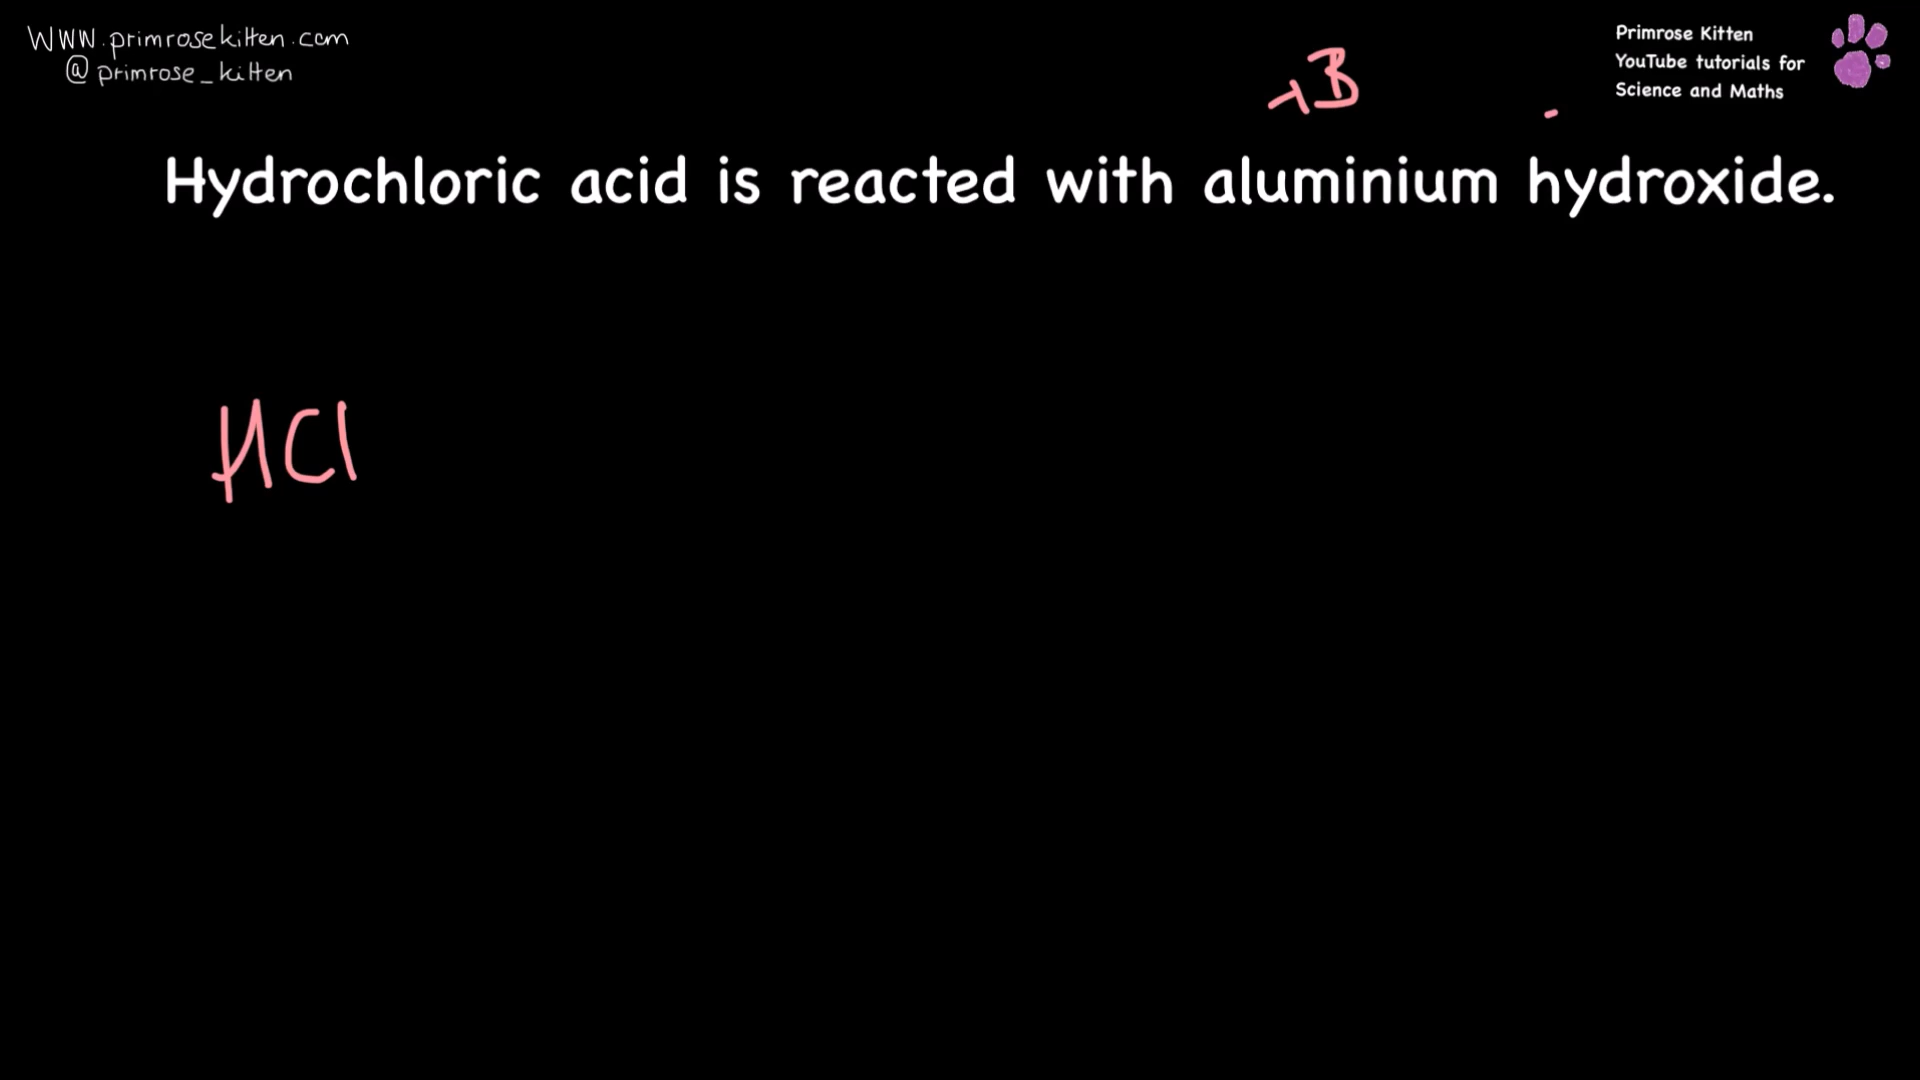 www.primrosekitten.com
@primrose_kitten
Primrose Kitten
YouTube tutorials for
Science and Maths
+3 -
Hydrochloric acid is reacted with aluminium hydroxide.
HCl